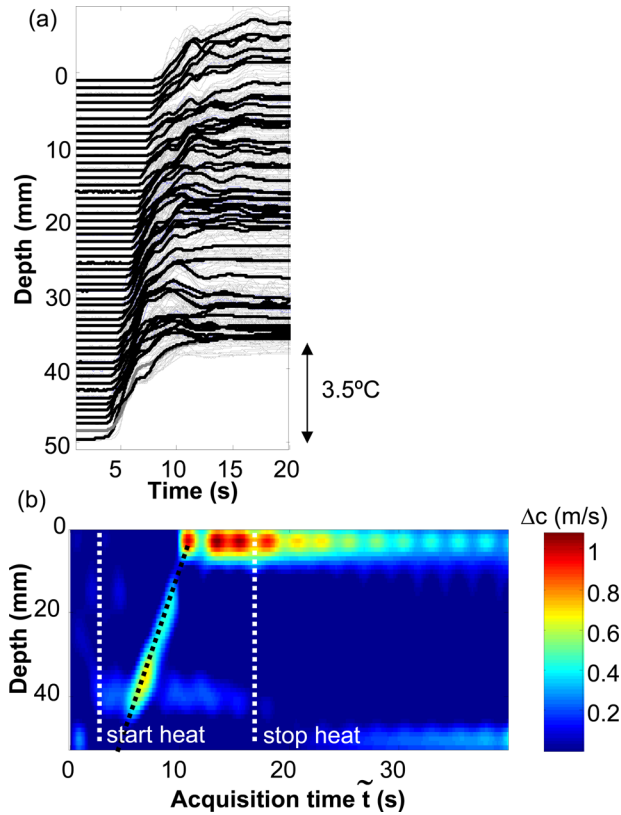 (a)
0
10
20
30
40
50
Depth (mm)
5
10
15
20
Time (s)
3.5ºC
(b)
Δc (m/s)
0
20
40
Depth (mm)
start heat
stop heat
0
10
20
30
Acquisition time t̃ (s)
1
0.8
0.6
0.4
0.2